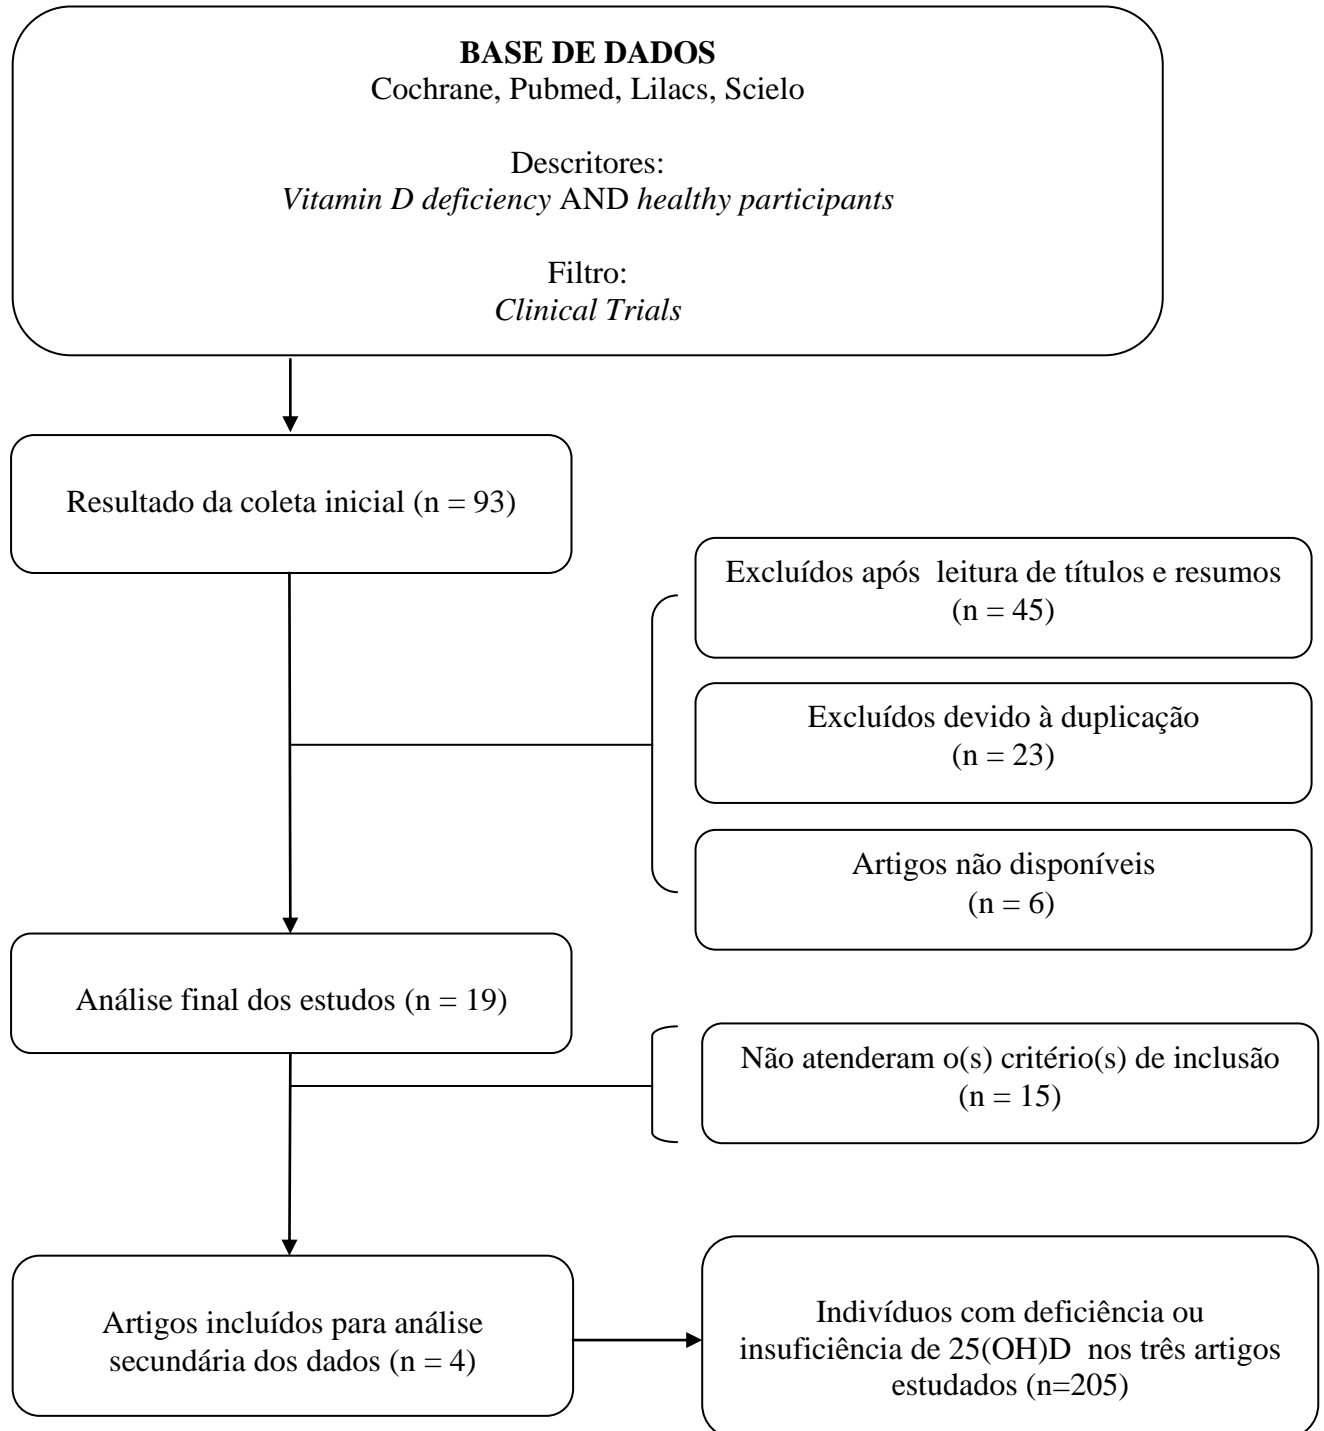 BASE DE DADOS
Cochrane, Pubmed, Lilacs, Scielo
Descritores:
Vitamin D deficiency AND healthy participants
Filtro:
Clinical Trials
Resultado da coleta inicial (n = 93)
Excluídos após leitura de títulos e resumos
(n = 45)
Excluídos devido à duplicação
(n = 23)
Artigos não disponíveis
(n = 6)
Análise final dos estudos (n = 19)
Não atenderam o(s) critério(s) de inclusão
(n = 15)
Artigos incluídos para análise
secundária dos dados (n = 4)
Indivíduos com deficiência ou
insuficiência de 25(OH)D nos três artigos
estudados (n=205)